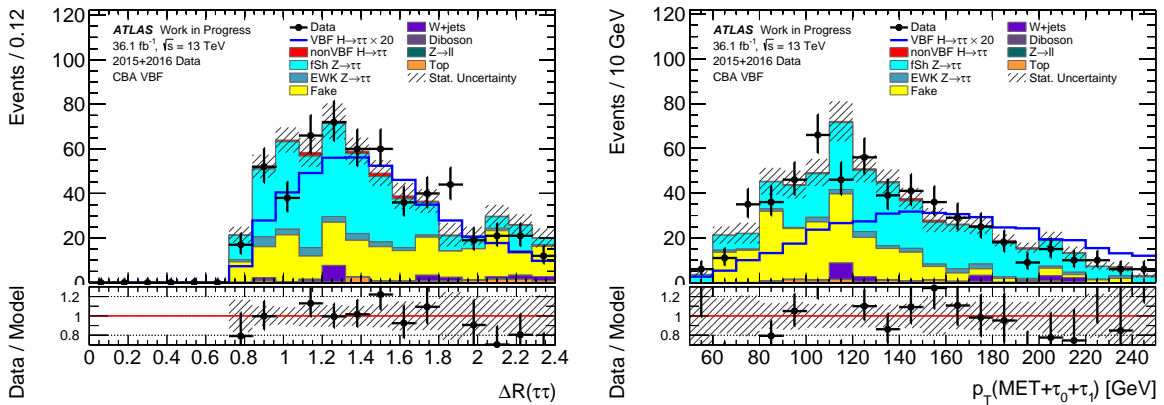 Events / 0.12
120
100
80
60
40
20
0
ATLAS Work in Progress
36.1 fb⁻¹, √s = 13 TeV
2015+2016 Data
CBA VBF
Data
VBF H→ττ × 20
nonVBF H→ττ
fSh Z→ττ
EWK Z→ττ
Fake
W+jets
Diboson
Z→ll
Top
Stat. Uncertainty
Data / Model
1.2
1
0.8
0 0.2 0.4 0.6 0.8 1 1.2 1.4 1.6 1.8 2 2.2 2.4
ΔR(ττ)
Events / 10 GeV
120
100
80
60
40
20
0
ATLAS Work in Progress
36.1 fb⁻¹, √s = 13 TeV
2015+2016 Data
CBA VBF
Data
VBF H→ττ × 20
nonVBF H→ττ
fSh Z→ττ
EWK Z→ττ
Fake
W+jets
Diboson
Z→ll
Top
Stat. Uncertainty
Data / Model
1.2
1
0.8
60 80 100 120 140 160 180 200 220 240
p_T(MET+τ₀+τ₁) [GeV]